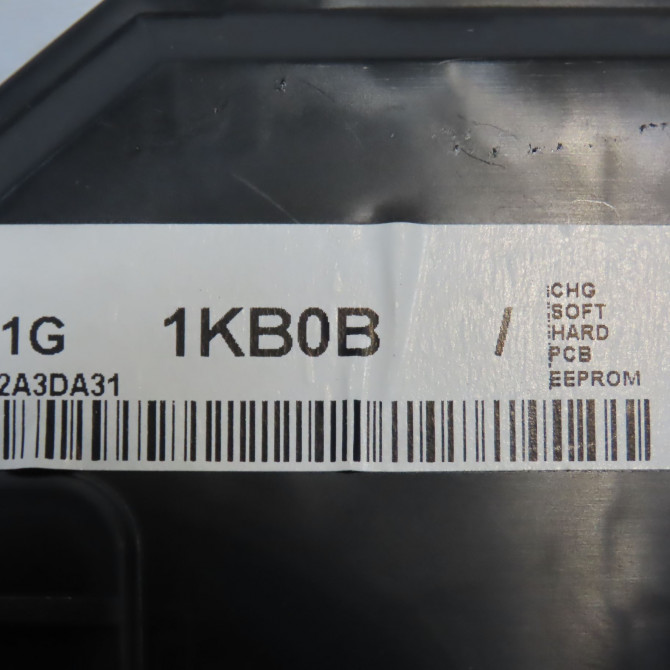 1G 1KB0B /
CHG
SOFT
HARD
PCB
EEPROM
2A3DA31